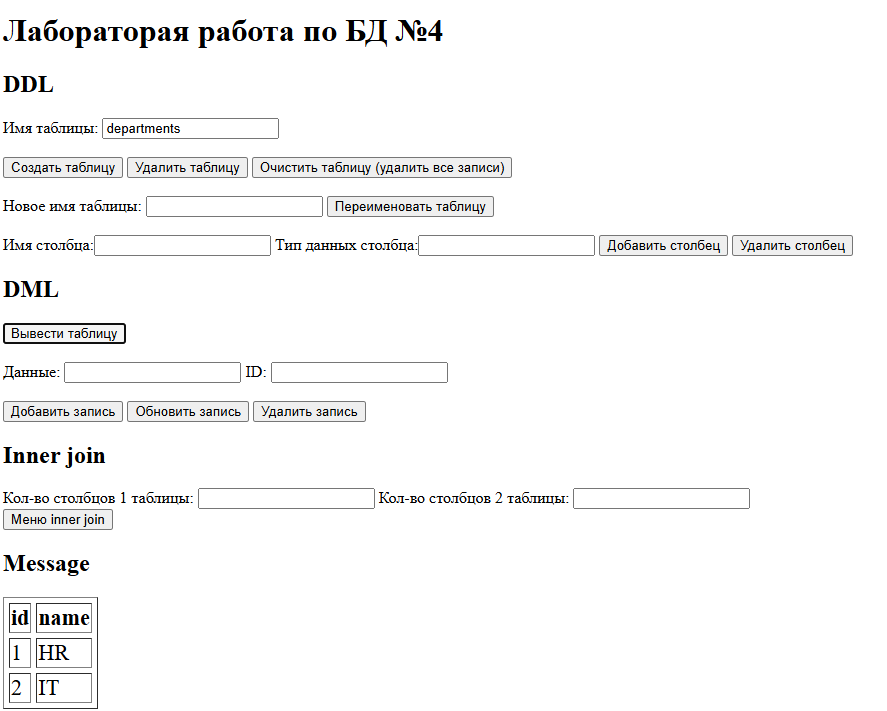 Лабораторая работа по БД №4
DDL
Имя таблицы: departments
Создать таблицу Удалить таблицу Очистить таблицу (удалить все записи)
Новое имя таблицы: Переименовать таблицу
Имя столбца: Тип данных столбца: Добавить столбец Удалить столбец
DML
Вывести таблицу
Данные: ID:
Добавить запись Обновить запись Удалить запись
Inner join
Кол-во столбцов 1 таблицы: Кол-во столбцов 2 таблицы:
Меню inner join
Message
id name
1 HR
2 IT